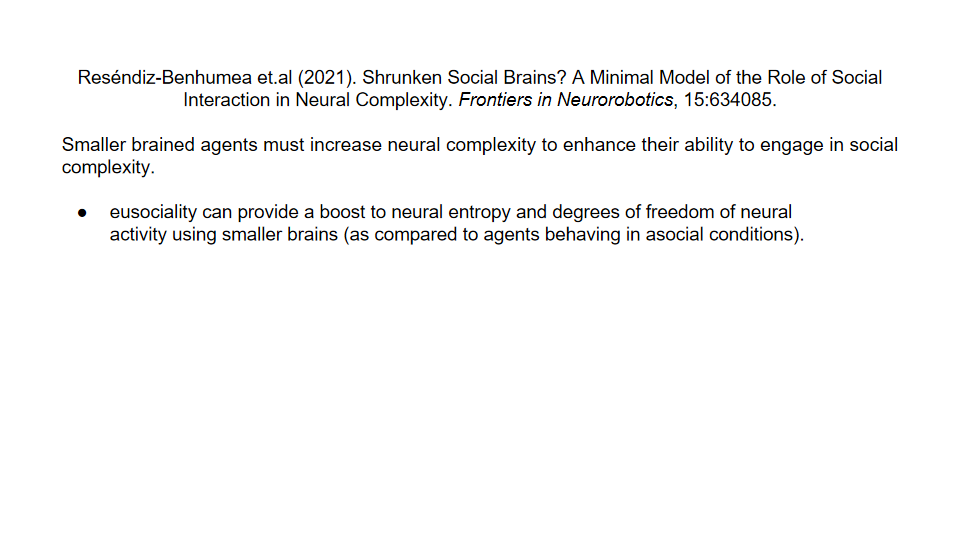 Reséndiz-Benhumea et.al (2021). Shrunken Social Brains? A Minimal Model of the Role of Social
Interaction in Neural Complexity. Frontiers in Neurorobotics, 15:634085.
Smaller brained agents must increase neural complexity to enhance their ability to engage in social
complexity.
● eusociality can provide a boost to neural entropy and degrees of freedom of neural
activity using smaller brains (as compared to agents behaving in asocial conditions).